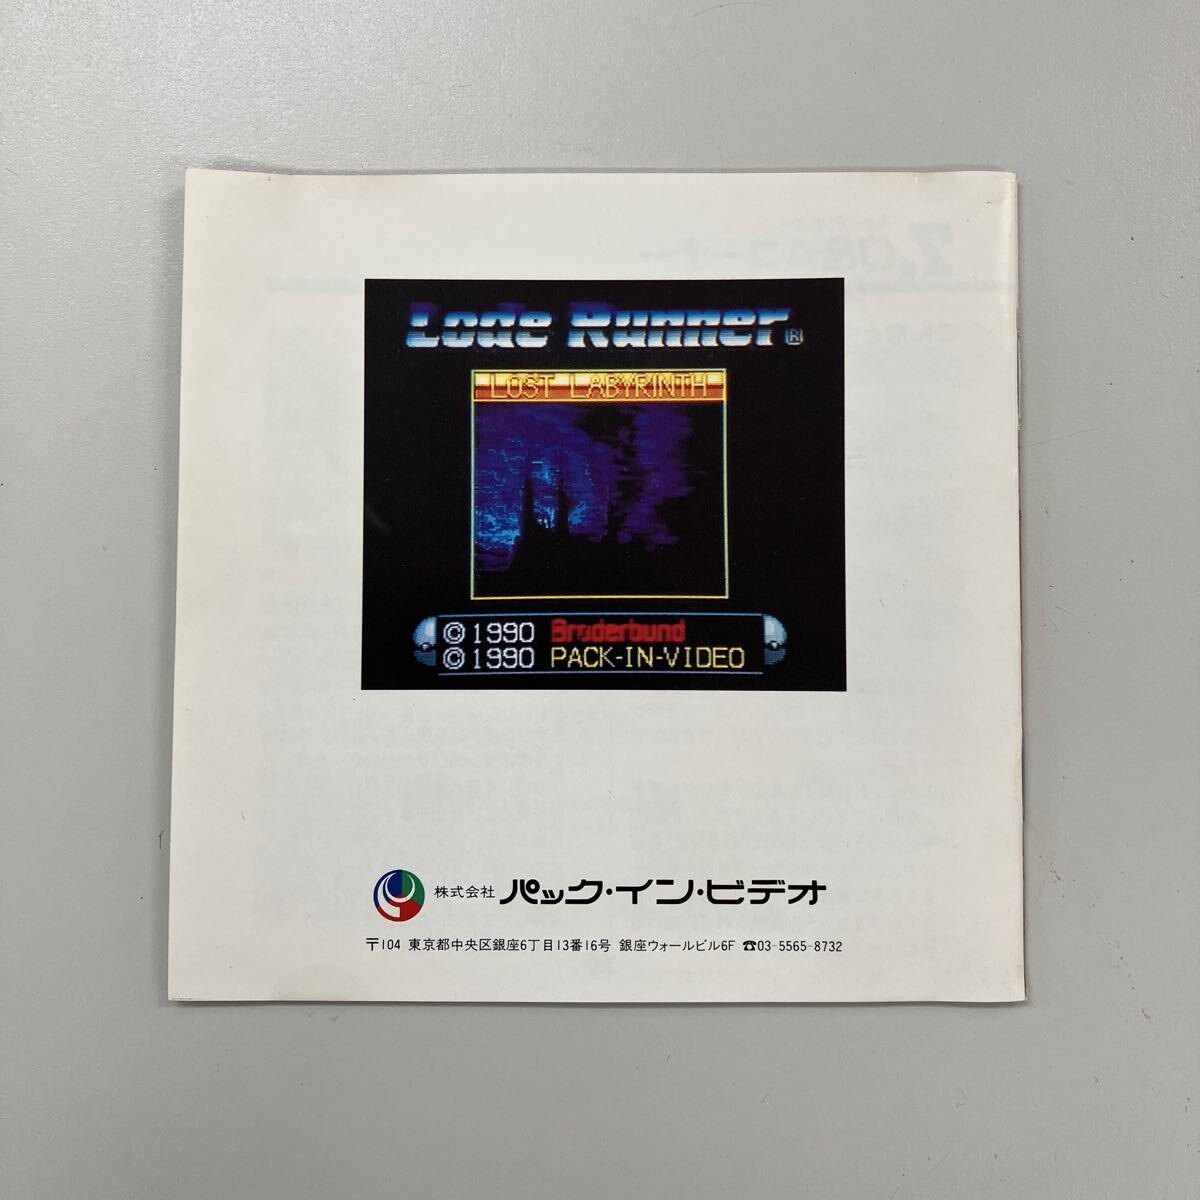 Lode Runner®
LOST LABYRINTH
©1990 Brøderbund
©1990 PACK-IN-VIDEO
株式会社 パック・イン・ビデオ
〒104 東京都中央区銀座6丁目13番16号 銀座ウォールビル6F ☎03-5565-8732